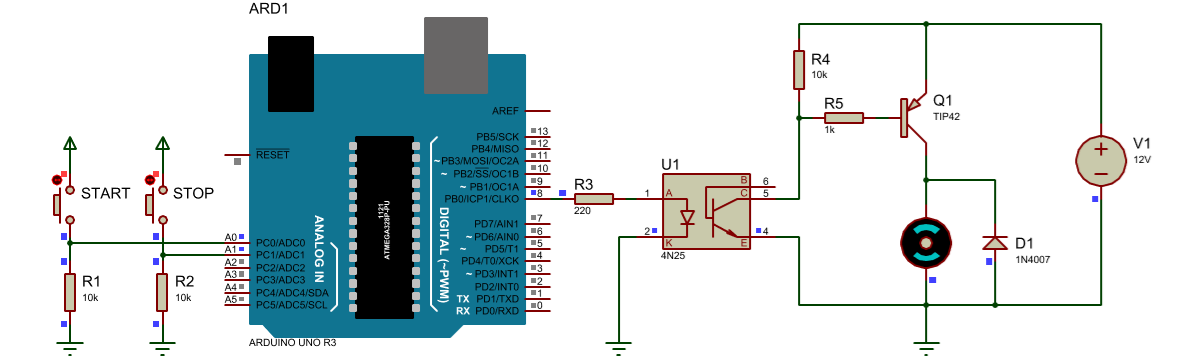 ARD1
START
STOP
R1
10k
R2
10k
RESET
A0
A1
A2
A3
A4
A5
PC0/ADC0
PC1/ADC1
PC2/ADC2
PC3/ADC3
PC4/ADC4/SDA
PC5/ADC5/SCL
ANALOG IN
ATMEGA328P-PU
1121
DIGITAL (~PWM)
AREF
PB5/SCK 13
PB4/MISO 12
~PB3/MOSI/OC2A 11
~ PB2/SS/OC1B 10
~ PB1/OC1A 9
PB0/ICP1/CLKO 8
PD7/AIN1 7
~ PD6/AIN0 6
~ PD5/T1 5
PD4/T0/XCK 4
~ PD3/INT1 3
PD2/INT0 2
TX PD1/TXD 1
RX PD0/RXD 0
ARDUINO UNO R3
R3
220
U1
1
2
A
K
B
C
E
6
5
4
4N25
R4
10k
R5
1k
Q1
TIP42
D1
1N4007
V1
12V